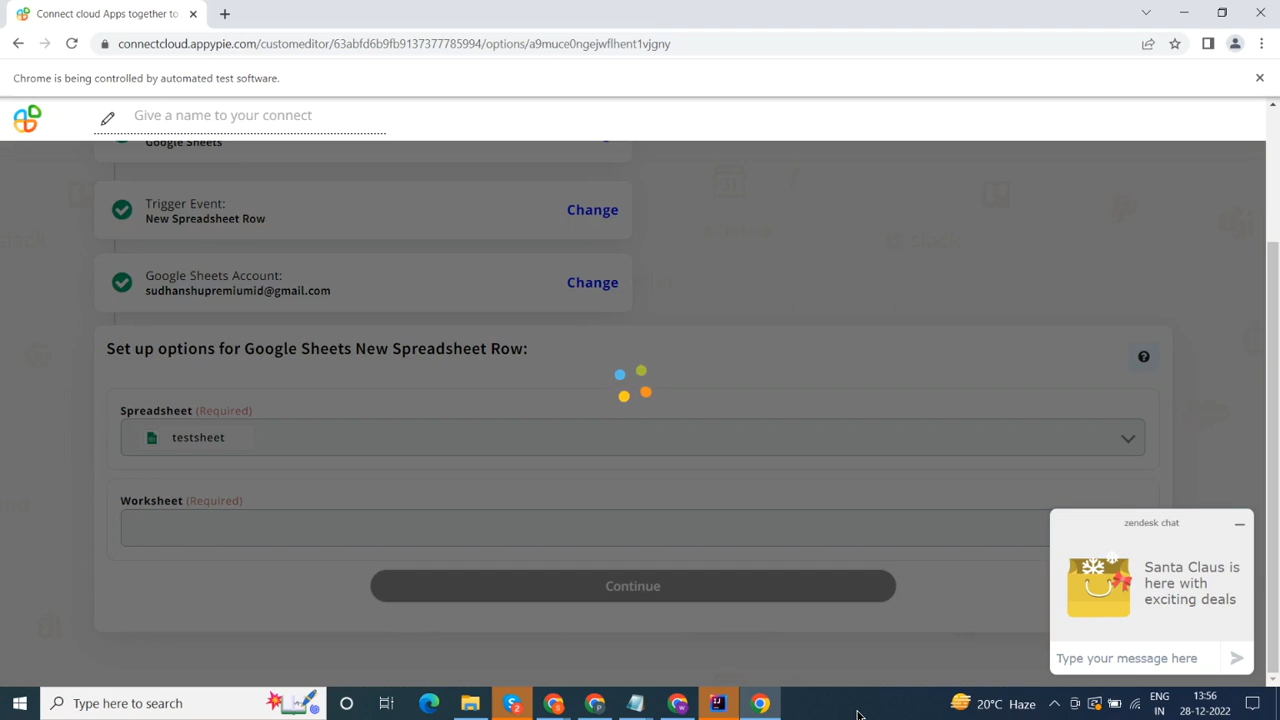 Connect cloud Apps together to
connectcloud.appypie.com/customeditor/63abfd6b9fb9137377785994/options/a9muce0ngejwflhent1vjgny
Chrome is being controlled by automated test software.
Give a name to your connect
Google Sheets
Trigger Event:
New Spreadsheet Row
Change
Google Sheets Account:
sudhanshupremiumid@gmail.com
Change
Set up options for Google Sheets New Spreadsheet Row:
Spreadsheet (Required)
testsheet
Worksheet (Required)
Continue
zendesk chat
Santa Claus is
here with
exciting deals
Type your message here
Type here to search
20°C Haze
ENG
IN
13:56
28-12-2022